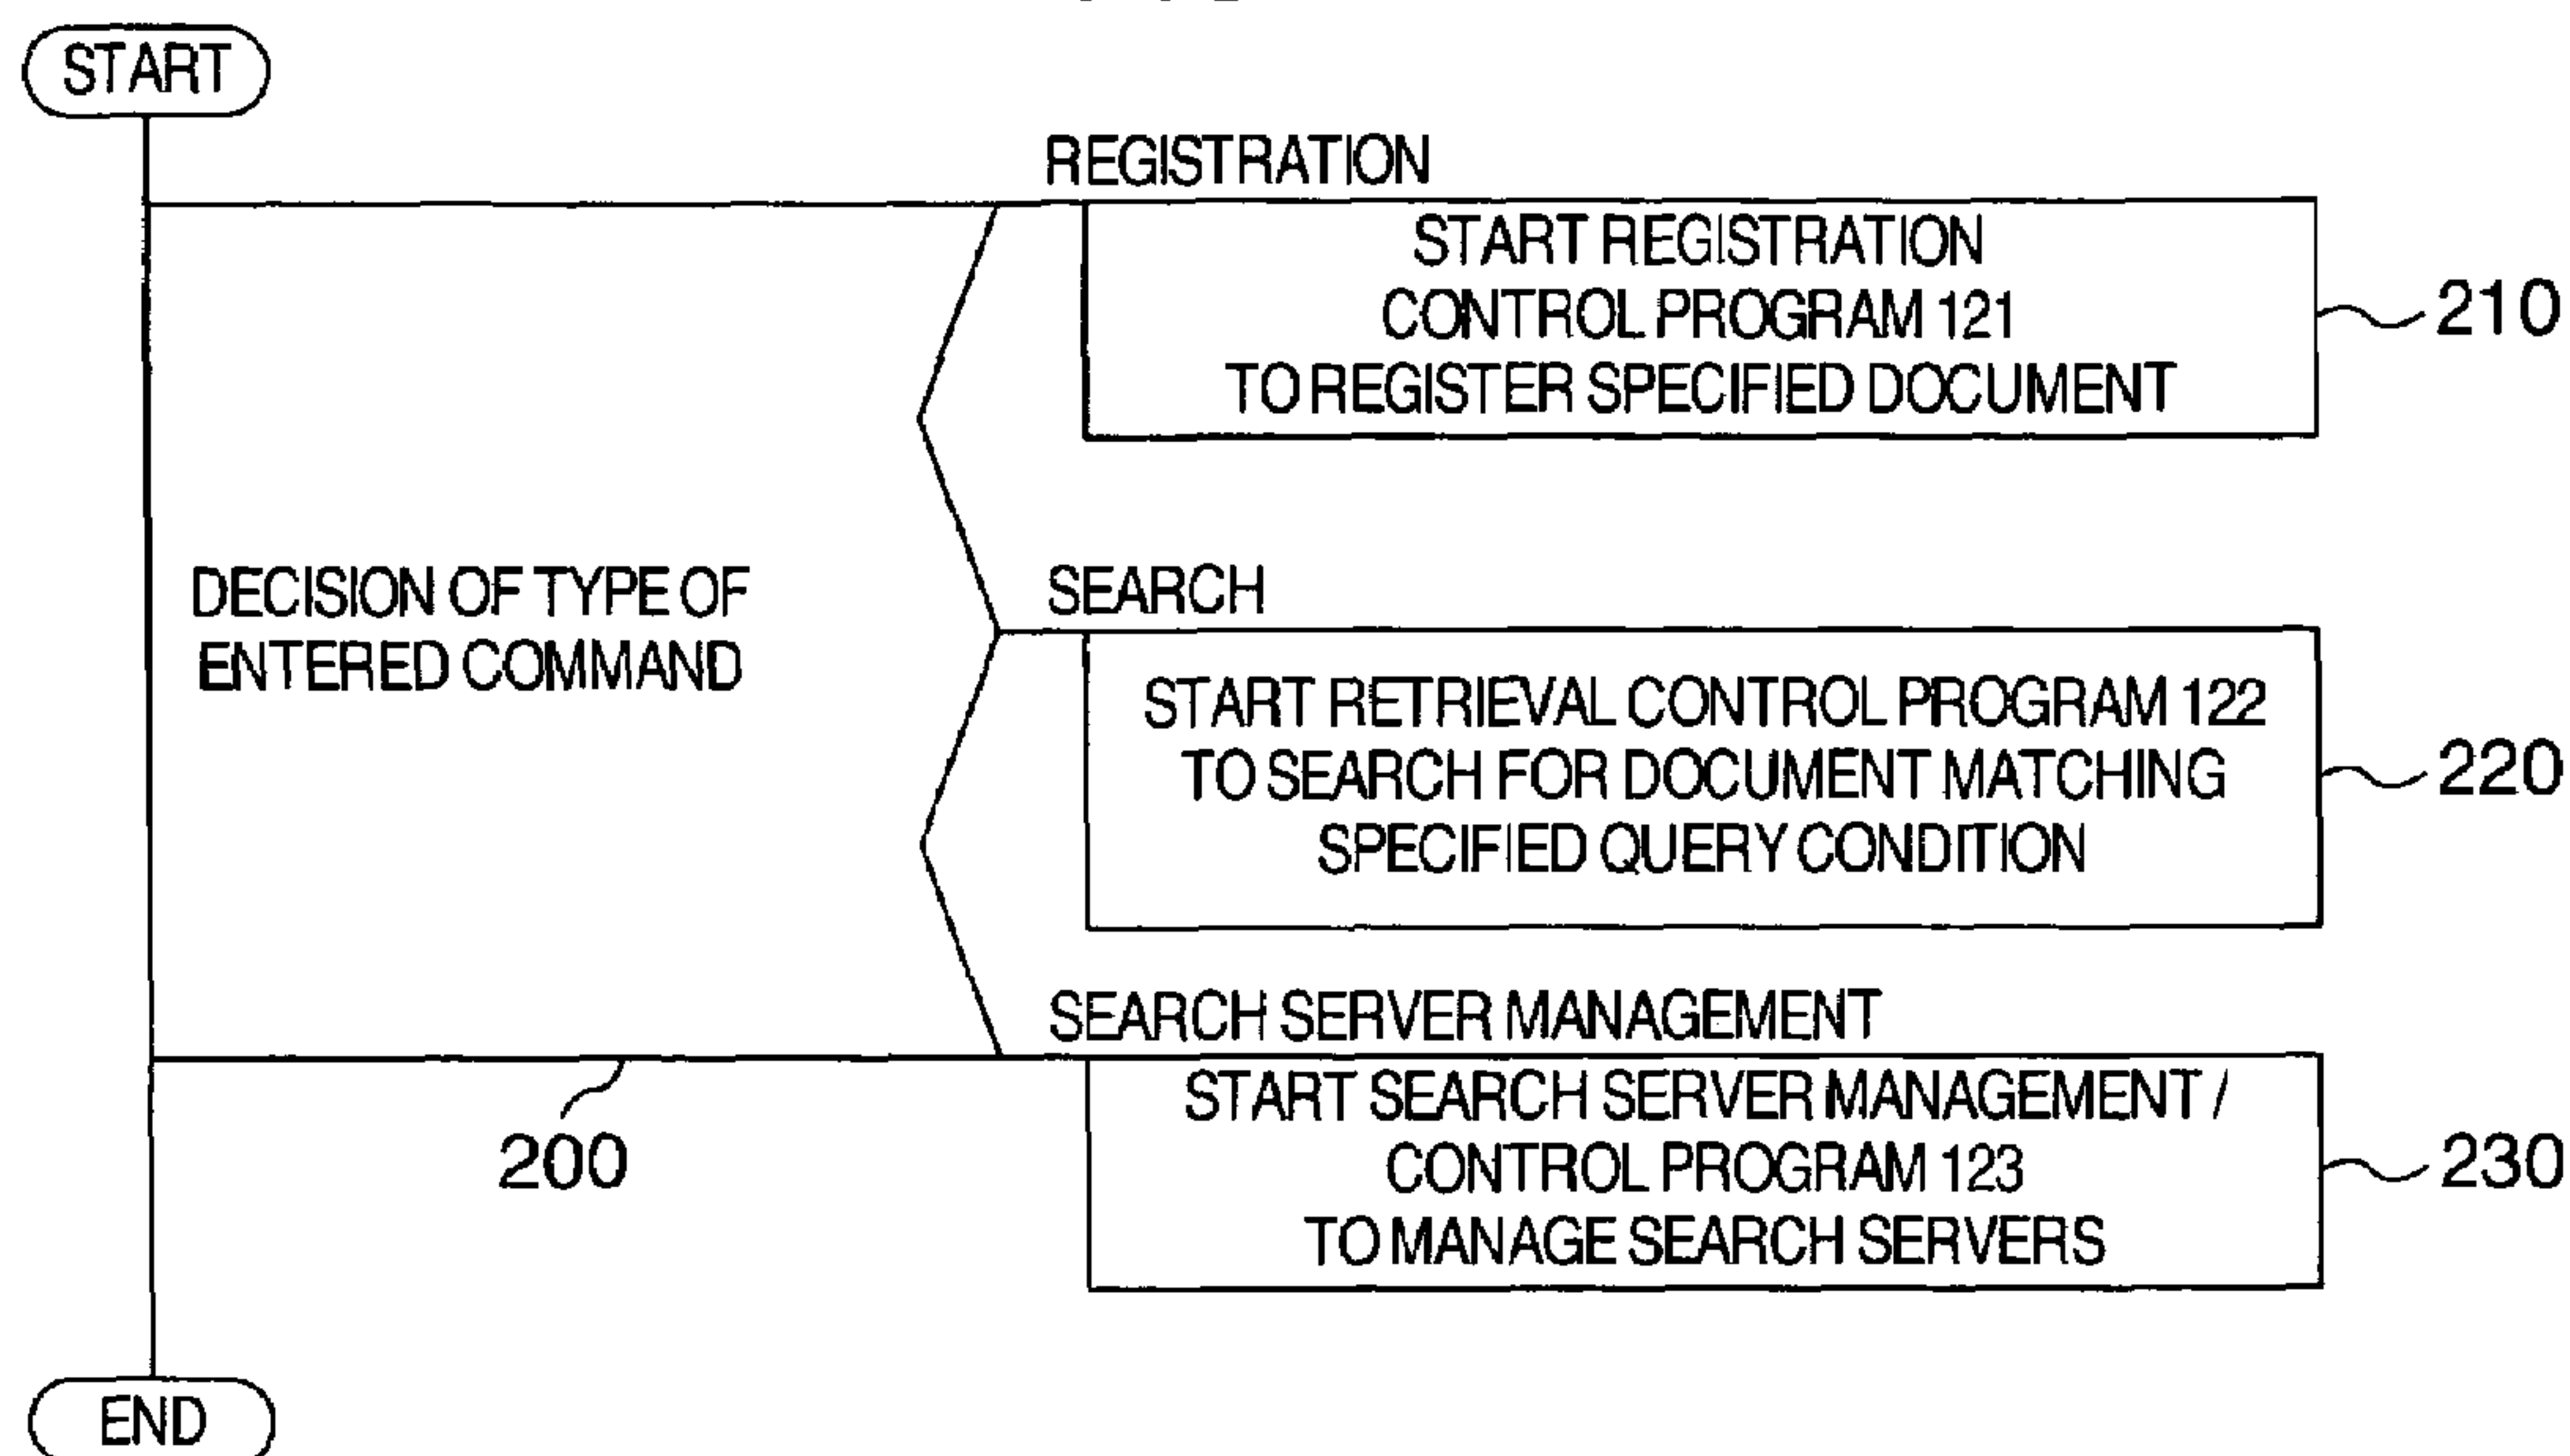 START
REGISTRATION
START REGISTRATION
CONTROL PROGRAM 121
TO REGISTER SPECIFIED DOCUMENT
210
DECISION OF TYPE OF
ENTERED COMMAND
SEARCH
START RETRIEVAL CONTROL PROGRAM 122
TO SEARCH FOR DOCUMENT MATCHING
SPECIFIED QUERY CONDITION
220
SEARCH SERVER MANAGEMENT
START SEARCH SERVER MANAGEMENT /
CONTROL PROGRAM 123
TO MANAGE SEARCH SERVERS
230
200
END